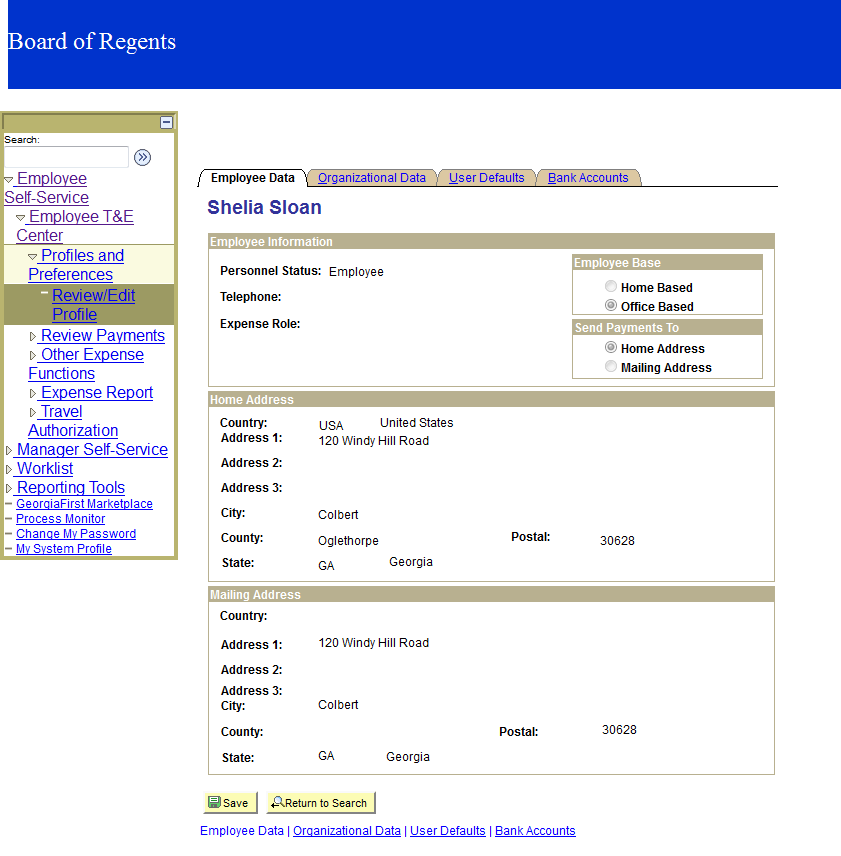 Board of Regents
Search:
Employee
Self-Service
Employee T&E
Center
Profiles and
Preferences
Review/Edit
Profile
Review Payments
Other Expense
Functions
Expense Report
Travel
Authorization
Manager Self-Service
Worklist
Reporting Tools
GeorgiaFirst Marketplace
Process Monitor
Change My Password
My System Profile
Employee Data Organizational Data User Defaults Bank Accounts
Shelia Sloan
Employee Information
Personnel Status: Employee
Telephone:
Expense Role:
Employee Base
Home Based
Office Based
Send Payments To
Home Address
Mailing Address
Home Address
Country: USA United States
Address 1: 120 Windy Hill Road
Address 2:
Address 3:
City: Colbert
County: Oglethorpe Postal: 30628
State: GA Georgia
Mailing Address
Country:
Address 1: 120 Windy Hill Road
Address 2:
Address 3:
City: Colbert
County: Postal: 30628
State: GA Georgia
Save Return to Search
Employee Data | Organizational Data | User Defaults | Bank Accounts